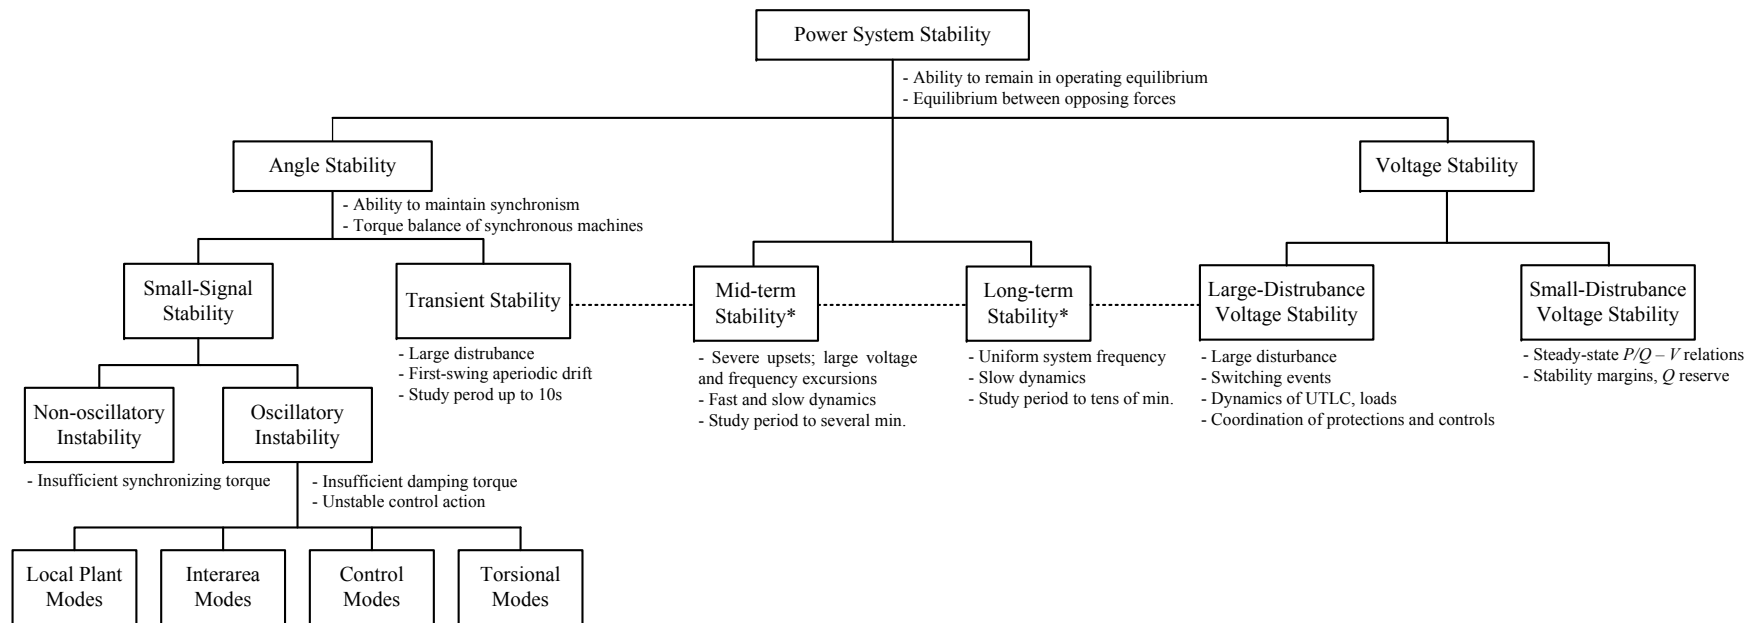 Power System Stability
- Ability to remain in operating equilibrium
- Equilibrium between opposing forces
Angle Stability
- Ability to maintain synchronism
- Torque balance of synchronous machines
Voltage Stability
Small-Signal
Stability
Transient Stability
- Large distrubance
- First-swing aperiodic drift
- Study perod up to 10s
Mid-term
Stability*
- Severe upsets; large voltage
and frequency excursions
- Fast and slow dynamics
- Study period to several min.
Long-term
Stability*
- Uniform system frequency
- Slow dynamics
- Study period to tens of min.
Large-Distrubance
Voltage Stability
- Large disturbance
- Switching events
- Dynamics of UTLC, loads
- Coordination of protections and controls
Small-Distrubance
Voltage Stability
- Steady-state P/Q – V relations
- Stability margins, Q reserve
Non-oscillatory
Instability
- Insufficient synchronizing torque
Oscillatory
Instability
- Insufficient damping torque
- Unstable control action
Local Plant
Modes
Interarea
Modes
Control
Modes
Torsional
Modes